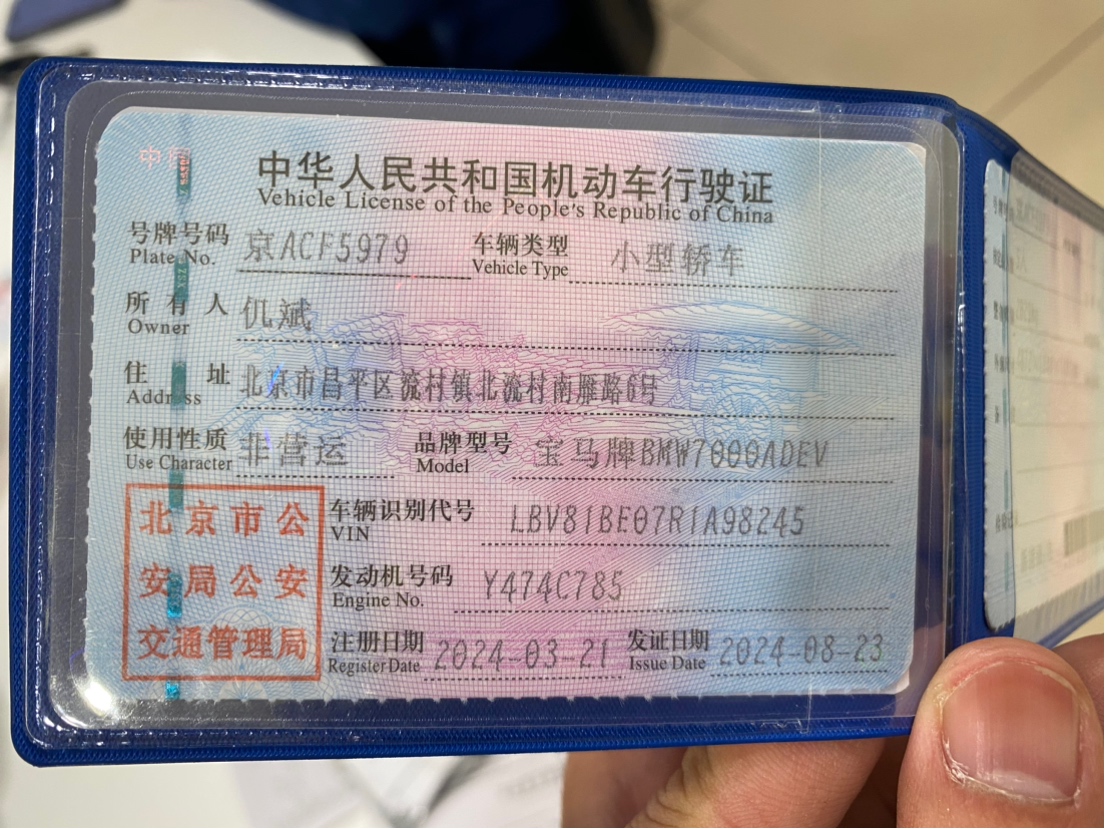 中华人民共和国机动车行驶证
Vehicle License of the People's Republic of China
号牌号码 京ACF5979 车辆类型 小型轿车
Plate No. Vehicle Type
所有人 仉斌
Owner
住址 北京市昌平区流村镇北流村南雁路6号
Address
使用性质 非营运 品牌型号 宝马牌BMW7000ADEV
Use Character Model
北京市公
安局公安
交通管理局
车辆识别代号 LBV81BE07R1A98245
VIN
发动机号码 Y474C785
Engine No.
注册日期 2024-03-21 发证日期 2024-08-23
Register Date Issue Date